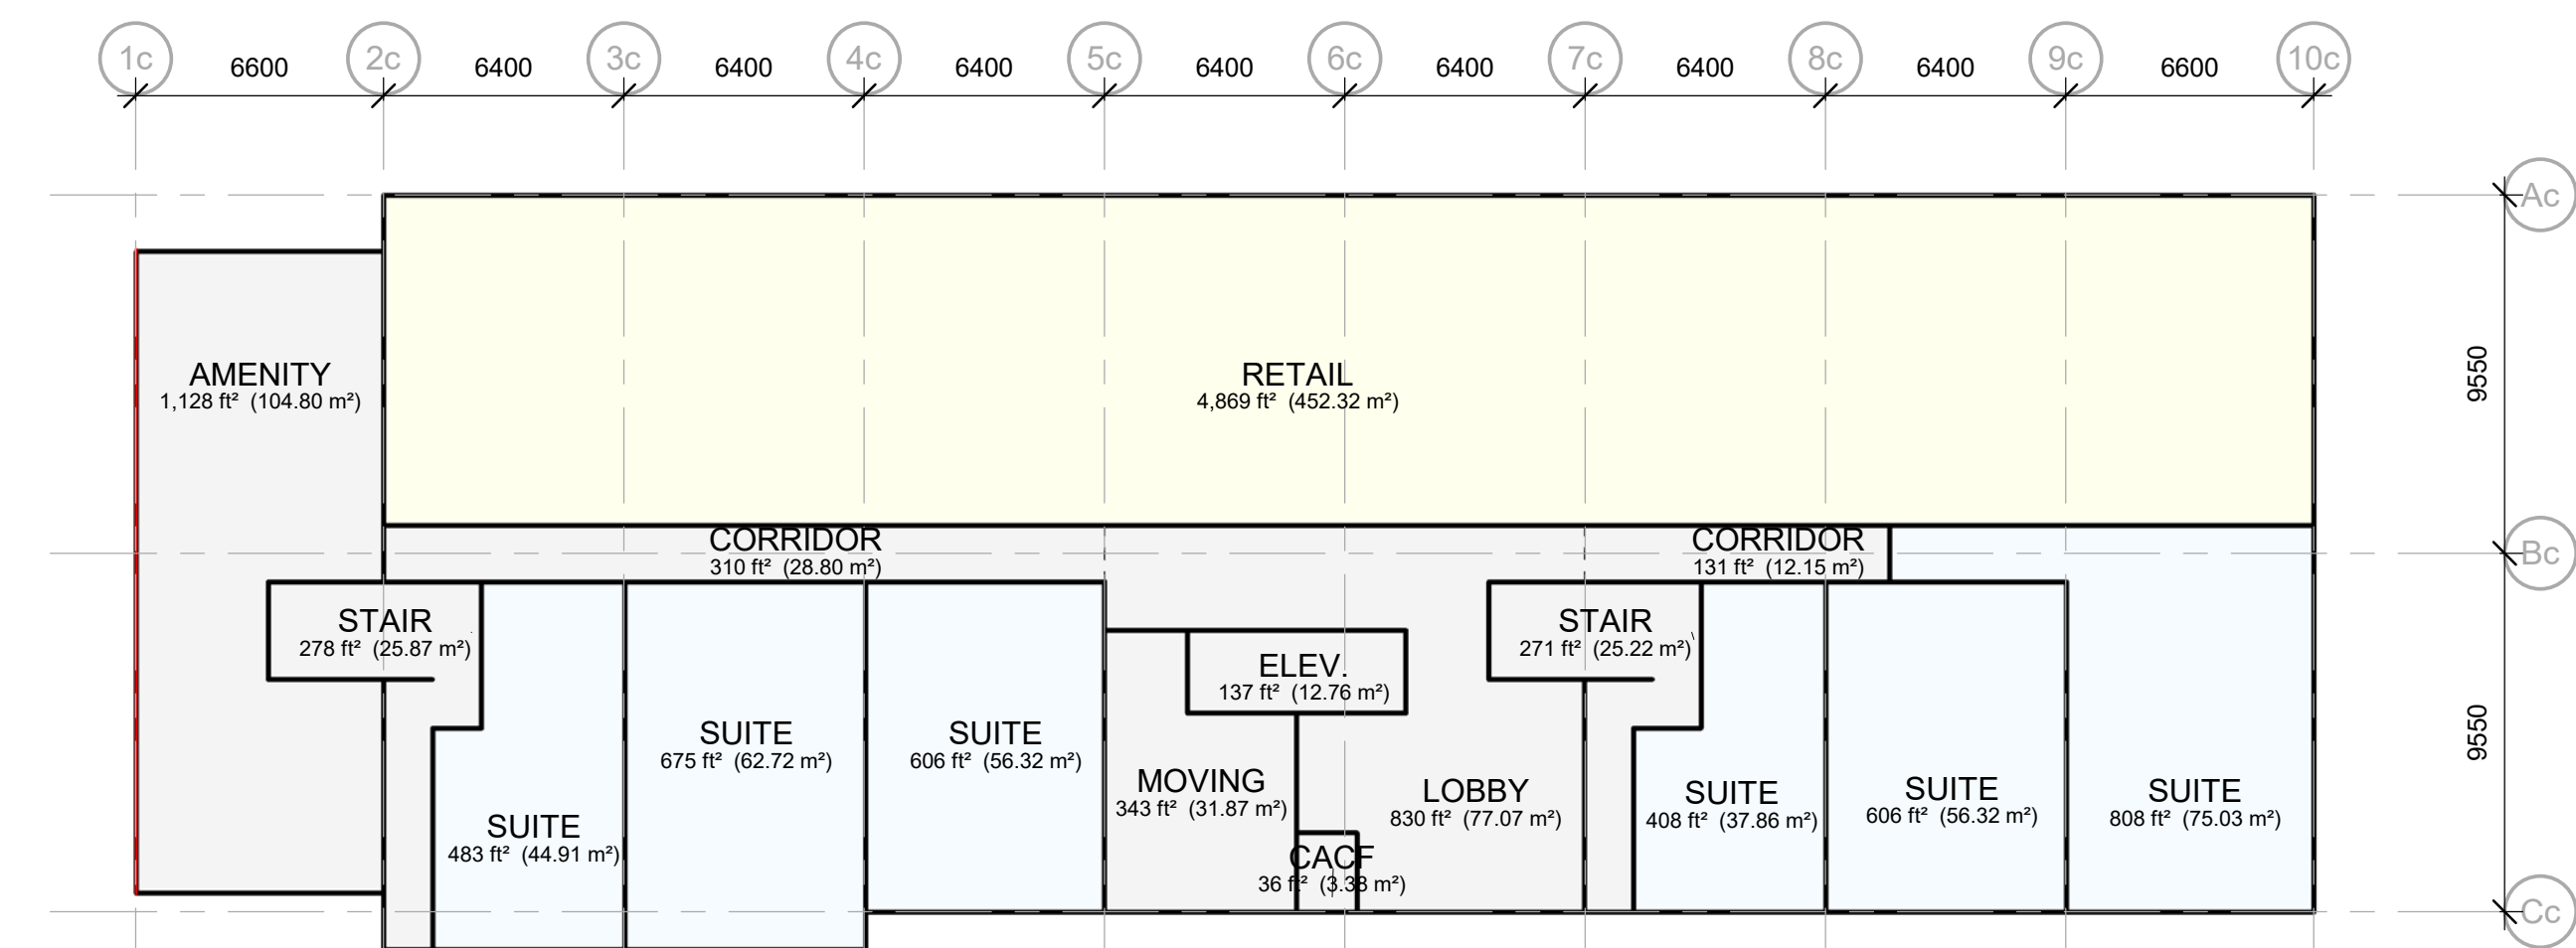 1c 2c 3c 4c 5c 6c 7c 8c 9c 10c
6600 6400 6400 6400 6400 6400 6400 6400 6600
Ac
AMENITY
1,128 ft² (104.80 m²)
RETAIL
4,869 ft² (452.32 m²)
9550
CORRIDOR
310 ft² (28.80 m²)
CORRIDOR
131 ft² (12.15 m²)
Bc
STAIR
278 ft² (25.87 m²)
STAIR
271 ft² (25.22 m²)
ELEV.
137 ft² (12.76 m²)
SUITE
675 ft² (62.72 m²)
SUITE
606 ft² (56.32 m²)
9550
MOVING
343 ft² (31.87 m²)
LOBBY
830 ft² (77.07 m²)
SUITE
408 ft² (37.86 m²)
SUITE
606 ft² (56.32 m²)
SUITE
808 ft² (75.03 m²)
SUITE
483 ft² (44.91 m²)
CACF
36 ft² (3.38 m²)
Cc